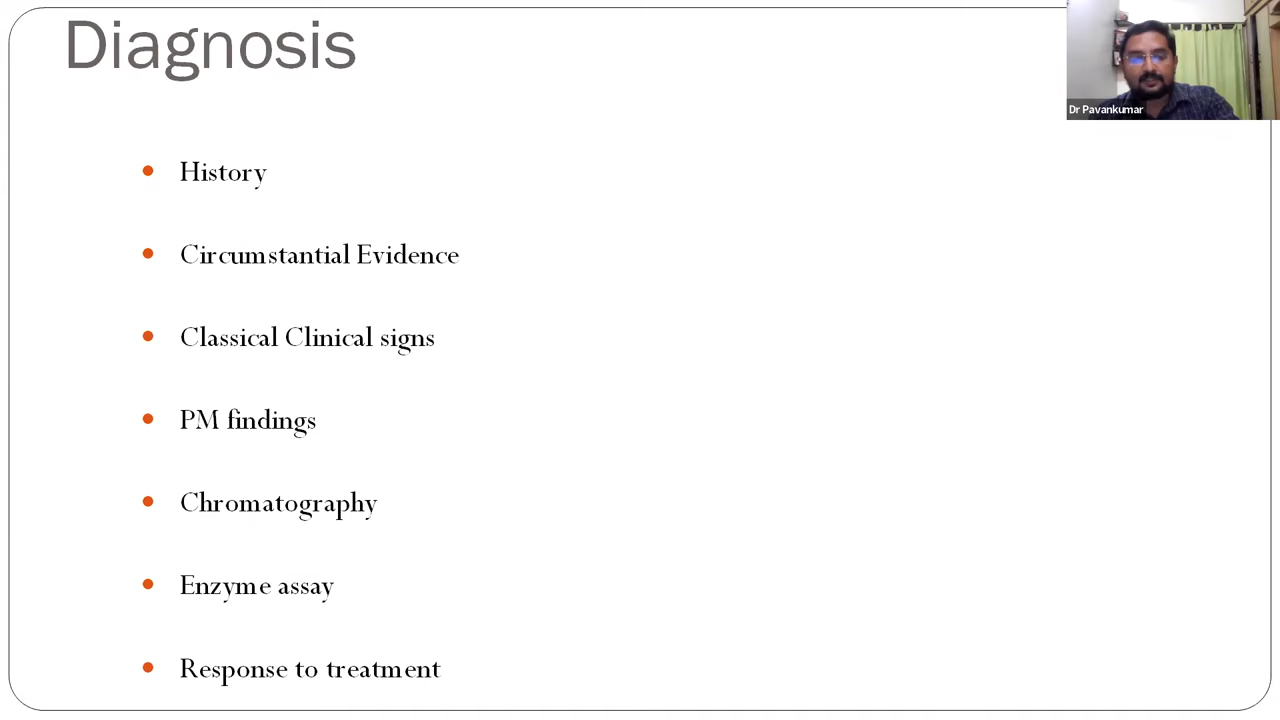 Diagnosis
Dr Pavankumar
History
Circumstantial Evidence
Classical Clinical signs
PM findings
Chromatography
Enzyme assay
Response to treatment